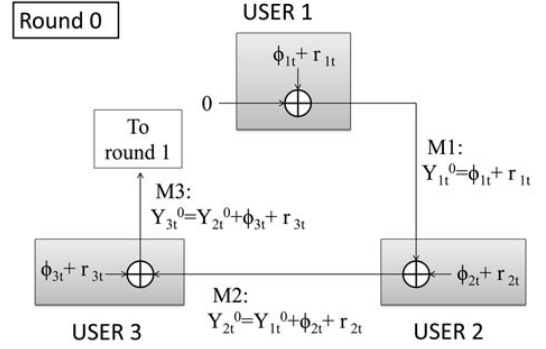 Round 0
USER 1
ϕ₁ₜ+ r ₁ₜ
0
To
round 1
M1:
Y₁ₜ⁰=ϕ₁ₜ+ r ₁ₜ
M3:
Y₃ₜ⁰=Y₂ₜ⁰+ϕ₃ₜ+ r ₃ₜ
ϕ₃ₜ+ r ₃ₜ
ϕ₂ₜ+ r ₂ₜ
M2:
Y₂ₜ⁰=Y₁ₜ⁰+ϕ₂ₜ+ r ₂ₜ
USER 3
USER 2